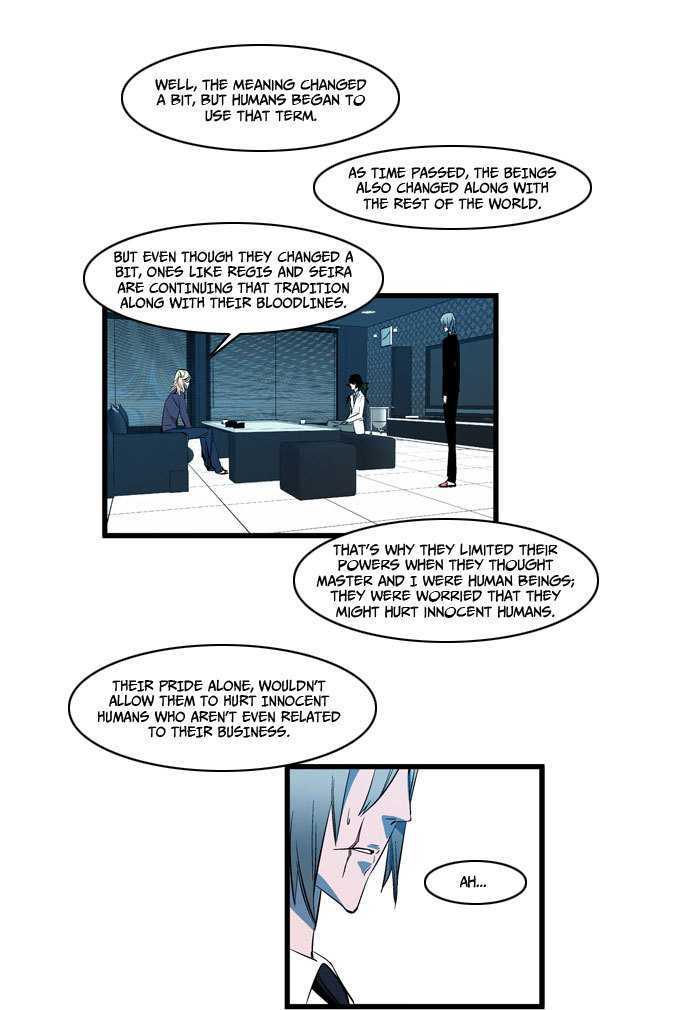 WELL, THE MEANING CHANGED
A BIT, BUT HUMANS BEGAN TO
USE THAT TERM.
AS TIME PASSED, THE BEINGS
ALSO CHANGED ALONG WITH
THE REST OF THE WORLD.
BUT EVEN THOUGH THEY CHANGED A
BIT, ONES LIKE REGIS AND SEIRA
ARE CONTINUING THAT TRADITION
ALONG WITH THEIR BLOODLINES.
THAT'S WHY THEY LIMITED THEIR
POWERS WHEN THEY THOUGHT
MASTER AND I WERE HUMAN BEINGS;
THEY WERE WORRIED THAT THEY
MIGHT HURT INNOCENT HUMANS.
THEIR PRIDE ALONE, WOULDN'T
ALLOW THEM TO HURT INNOCENT
HUMANS WHO AREN'T EVEN RELATED
TO THEIR BUSINESS.
AH...